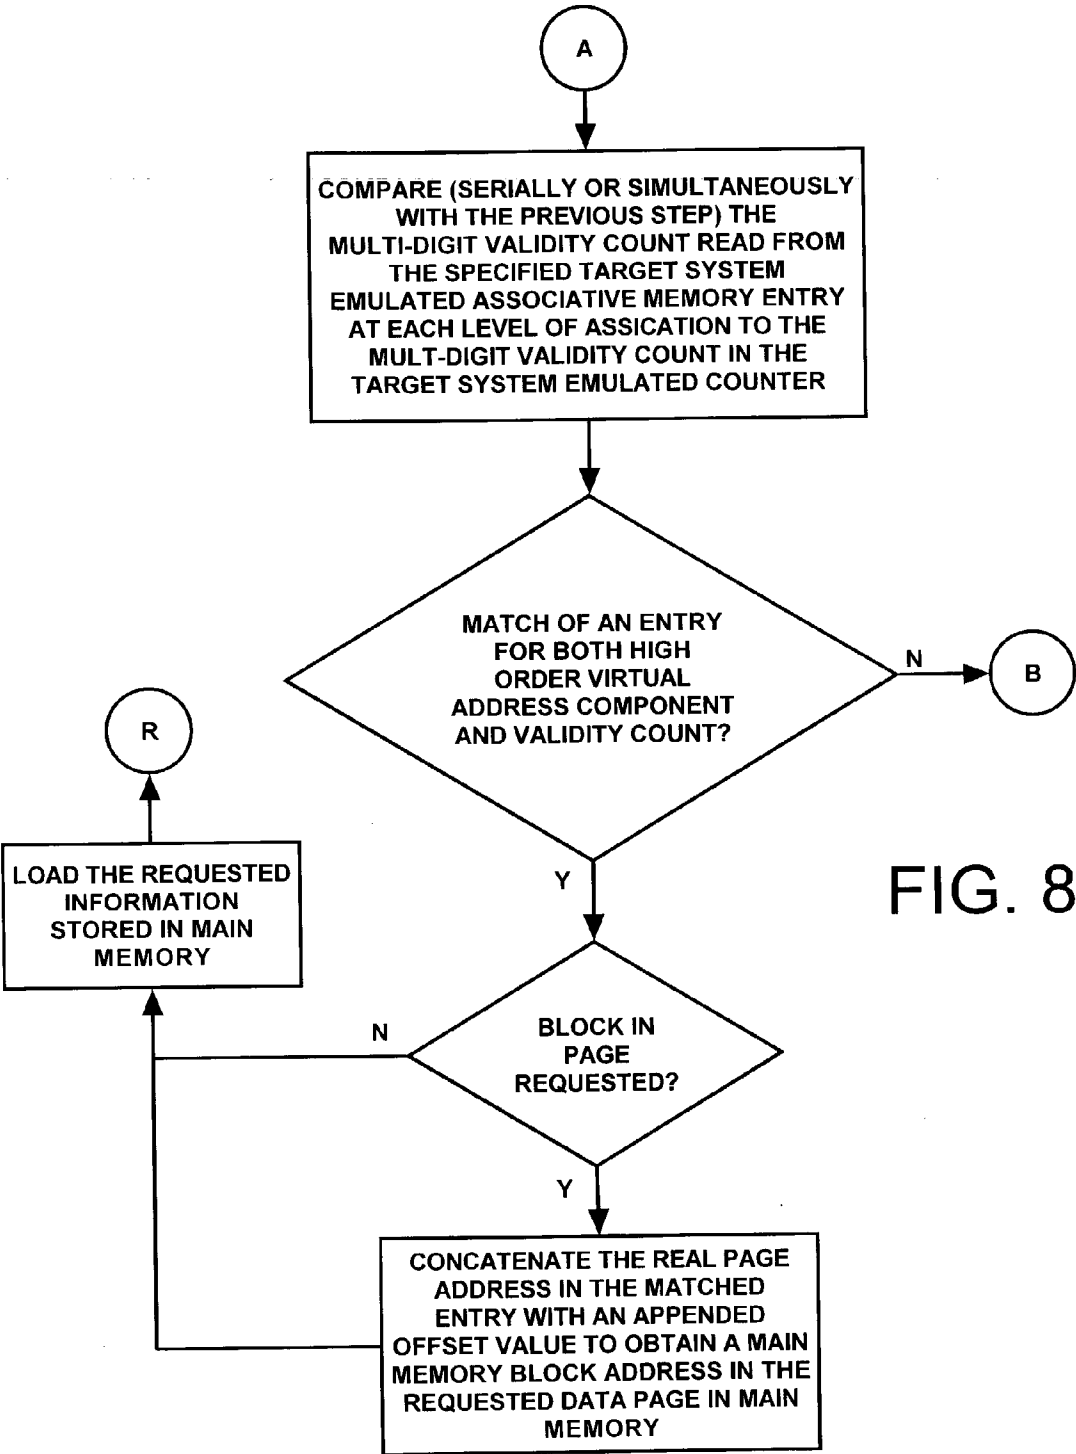 A
COMPARE (SERIALLY OR SIMULTANEOUSLY
WITH THE PREVIOUS STEP) THE
MULTI-DIGIT VALIDITY COUNT READ FROM
THE SPECIFIED TARGET SYSTEM
EMULATED ASSOCIATIVE MEMORY ENTRY
AT EACH LEVEL OF ASSICATION TO THE
MULT-DIGIT VALIDITY COUNT IN THE
TARGET SYSTEM EMULATED COUNTER
MATCH OF AN ENTRY
FOR BOTH HIGH
ORDER VIRTUAL
ADDRESS COMPONENT
AND VALIDITY COUNT?
N
B
R
LOAD THE REQUESTED
INFORMATION
STORED IN MAIN
MEMORY
Y
FIG. 8
BLOCK IN
PAGE
REQUESTED?
N
Y
CONCATENATE THE REAL PAGE
ADDRESS IN THE MATCHED
ENTRY WITH AN APPENDED
OFFSET VALUE TO OBTAIN A MAIN
MEMORY BLOCK ADDRESS IN THE
REQUESTED DATA PAGE IN MAIN
MEMORY